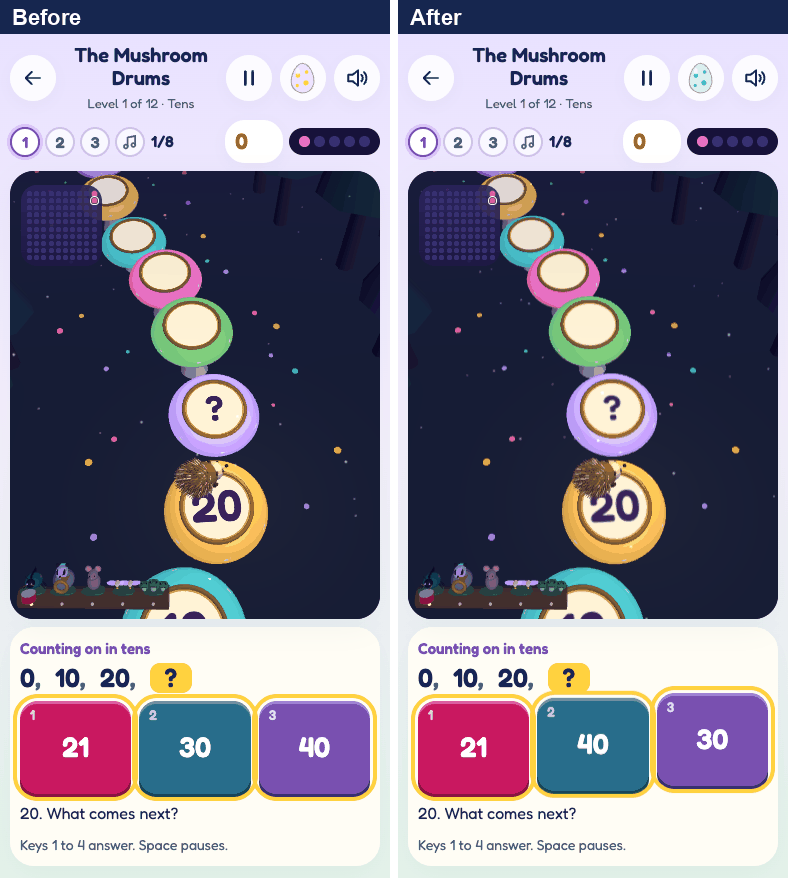 Before
The Mushroom
Drums
Level 1 of 12 · Tens
1 2 3 1/8 0
?
20
Counting on in tens
0, 10, 20, ?
1 2 3
21 30 40
20. What comes next?
Keys 1 to 4 answer. Space pauses.
After
The Mushroom
Drums
Level 1 of 12 · Tens
1 2 3 1/8 0
?
20
Counting on in tens
0, 10, 20, ?
1 2 3
21 40 30
20. What comes next?
Keys 1 to 4 answer. Space pauses.